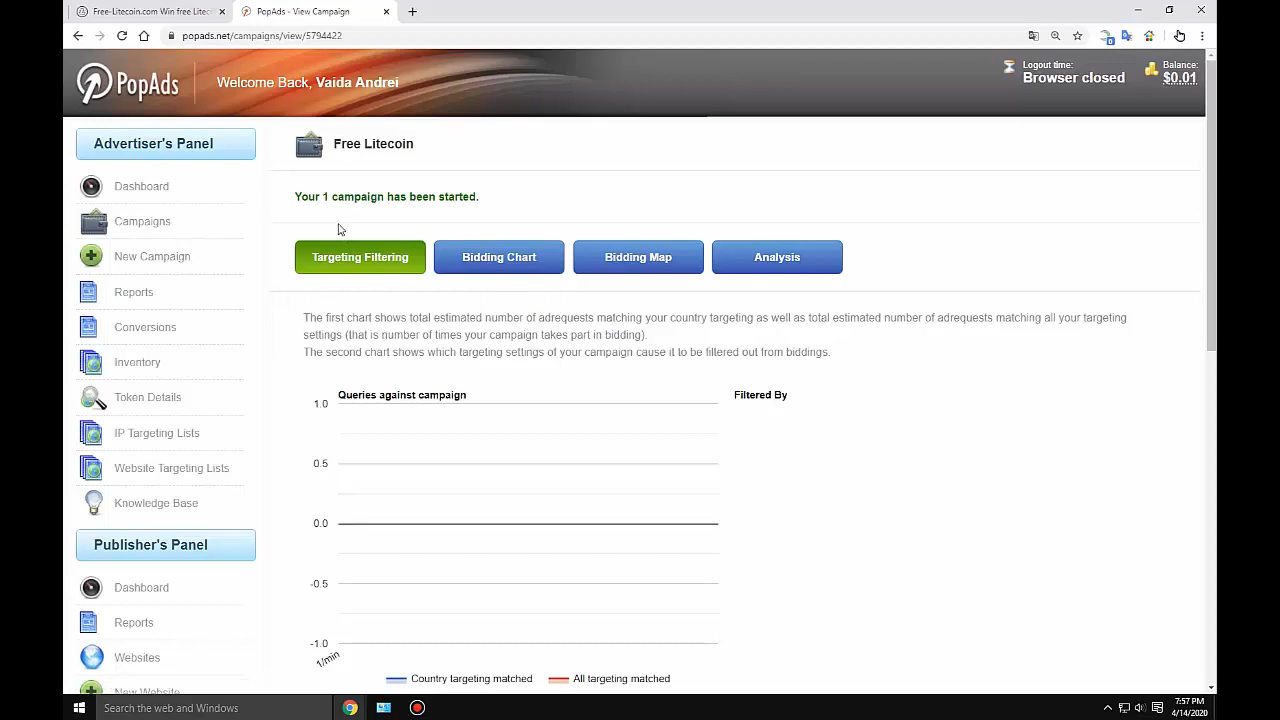 Free-Litecoin.com Win free Litec
PopAds - View Campaign
popads.net/campaigns/view/5794422
PopAds
Welcome Back, Vaida Andrei
Logout time:
Browser closed
Balance:
$0.01
Advertiser's Panel
Dashboard
Campaigns
New Campaign
Reports
Conversions
Inventory
Token Details
IP Targeting Lists
Website Targeting Lists
Knowledge Base
Publisher's Panel
Dashboard
Reports
Websites
New Website
Free Litecoin
Your 1 campaign has been started.
Targeting Filtering
Bidding Chart
Bidding Map
Analysis
The first chart shows total estimated number of adrequests matching your country targeting as well as total estimated number of adrequests matching all your targeting
settings (that is number of times your campaign takes part in bidding).
The second chart shows which targeting settings of your campaign cause it to be filtered out from biddings.
Queries against campaign
Filtered By
1.0
0.5
0.0
-0.5
-1.0
1/min
Country targeting matched
All targeting matched
Search the web and Windows
7:57 PM
4/14/2020